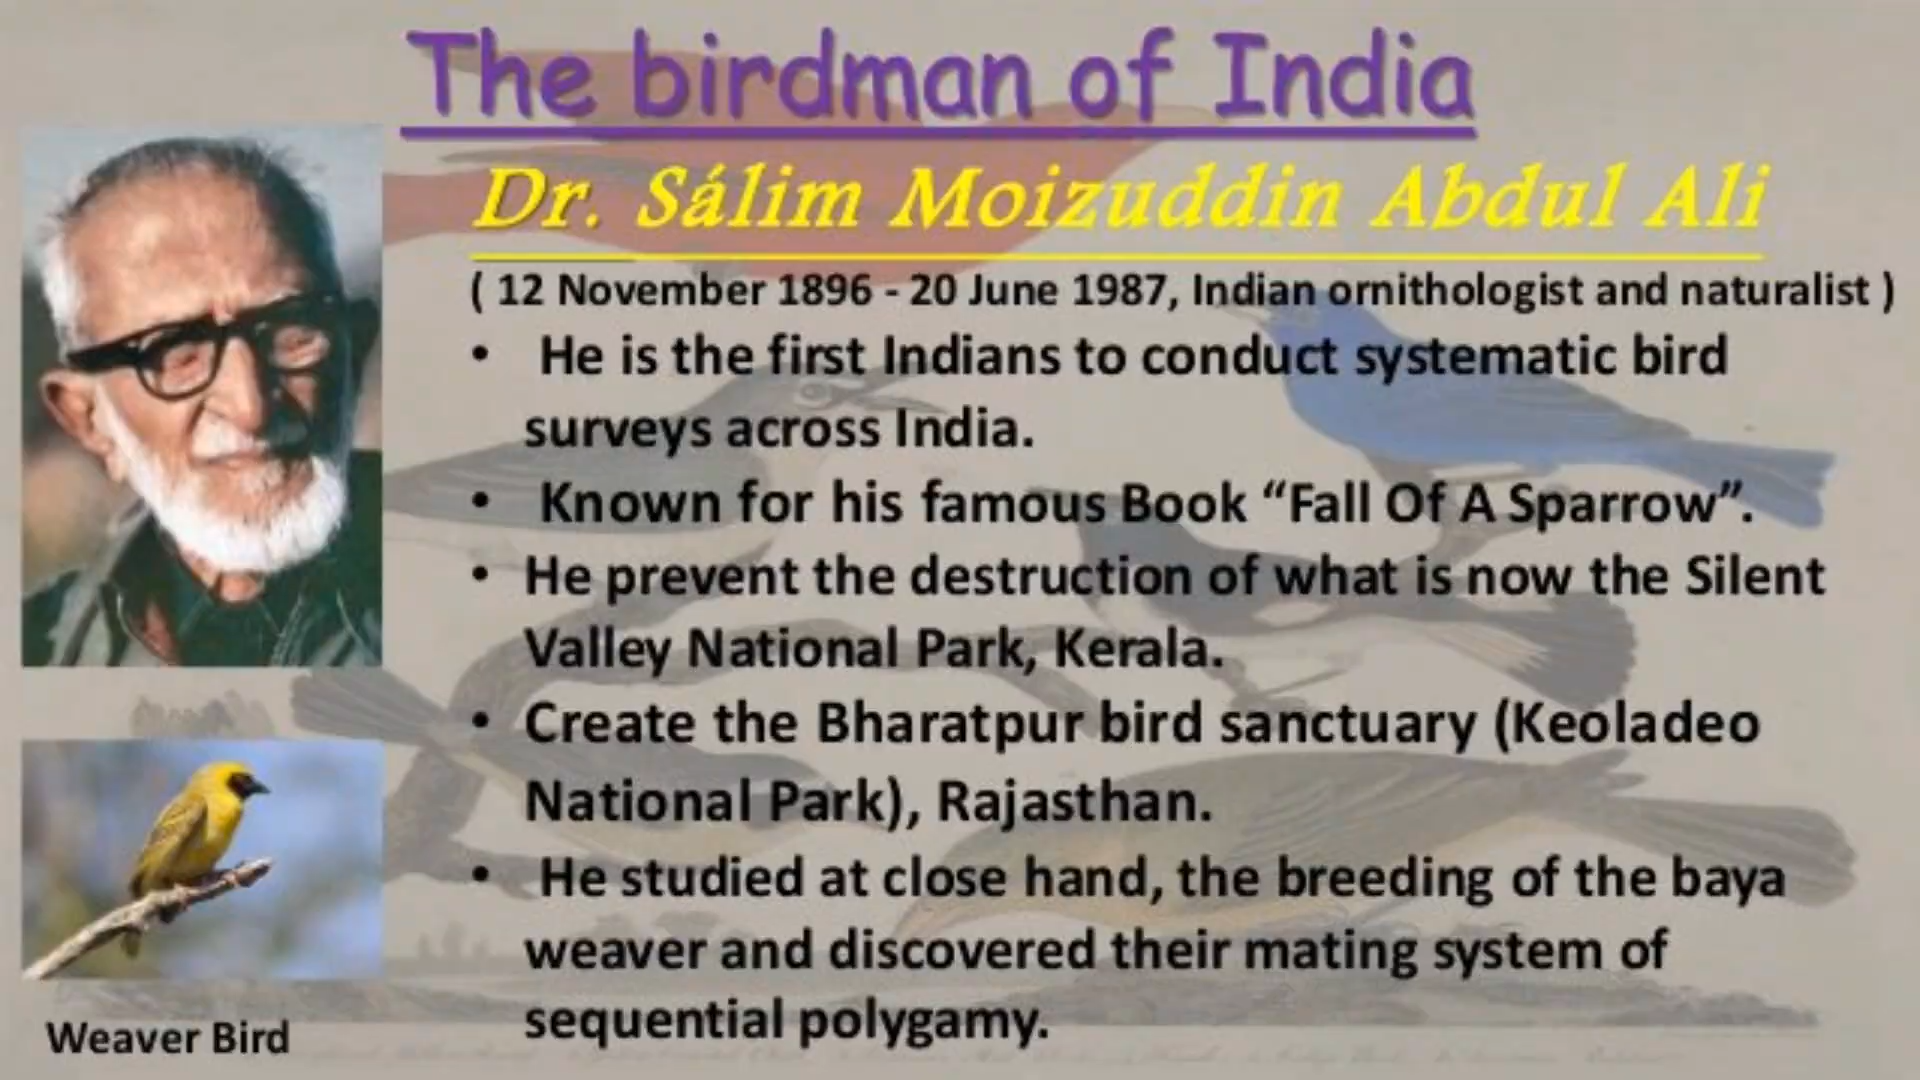 The birdman of India
Dr. Sálim Moizuddin Abdul Ali
( 12 November 1896 - 20 June 1987, Indian ornithologist and naturalist )
• He is the first Indians to conduct systematic bird
surveys across India.
• Known for his famous Book “Fall Of A Sparrow”.
• He prevent the destruction of what is now the Silent
Valley National Park, Kerala.
• Create the Bharatpur bird sanctuary (Keoladeo
National Park), Rajasthan.
• He studied at close hand, the breeding of the baya
weaver and discovered their mating system of
sequential polygamy.
Weaver Bird